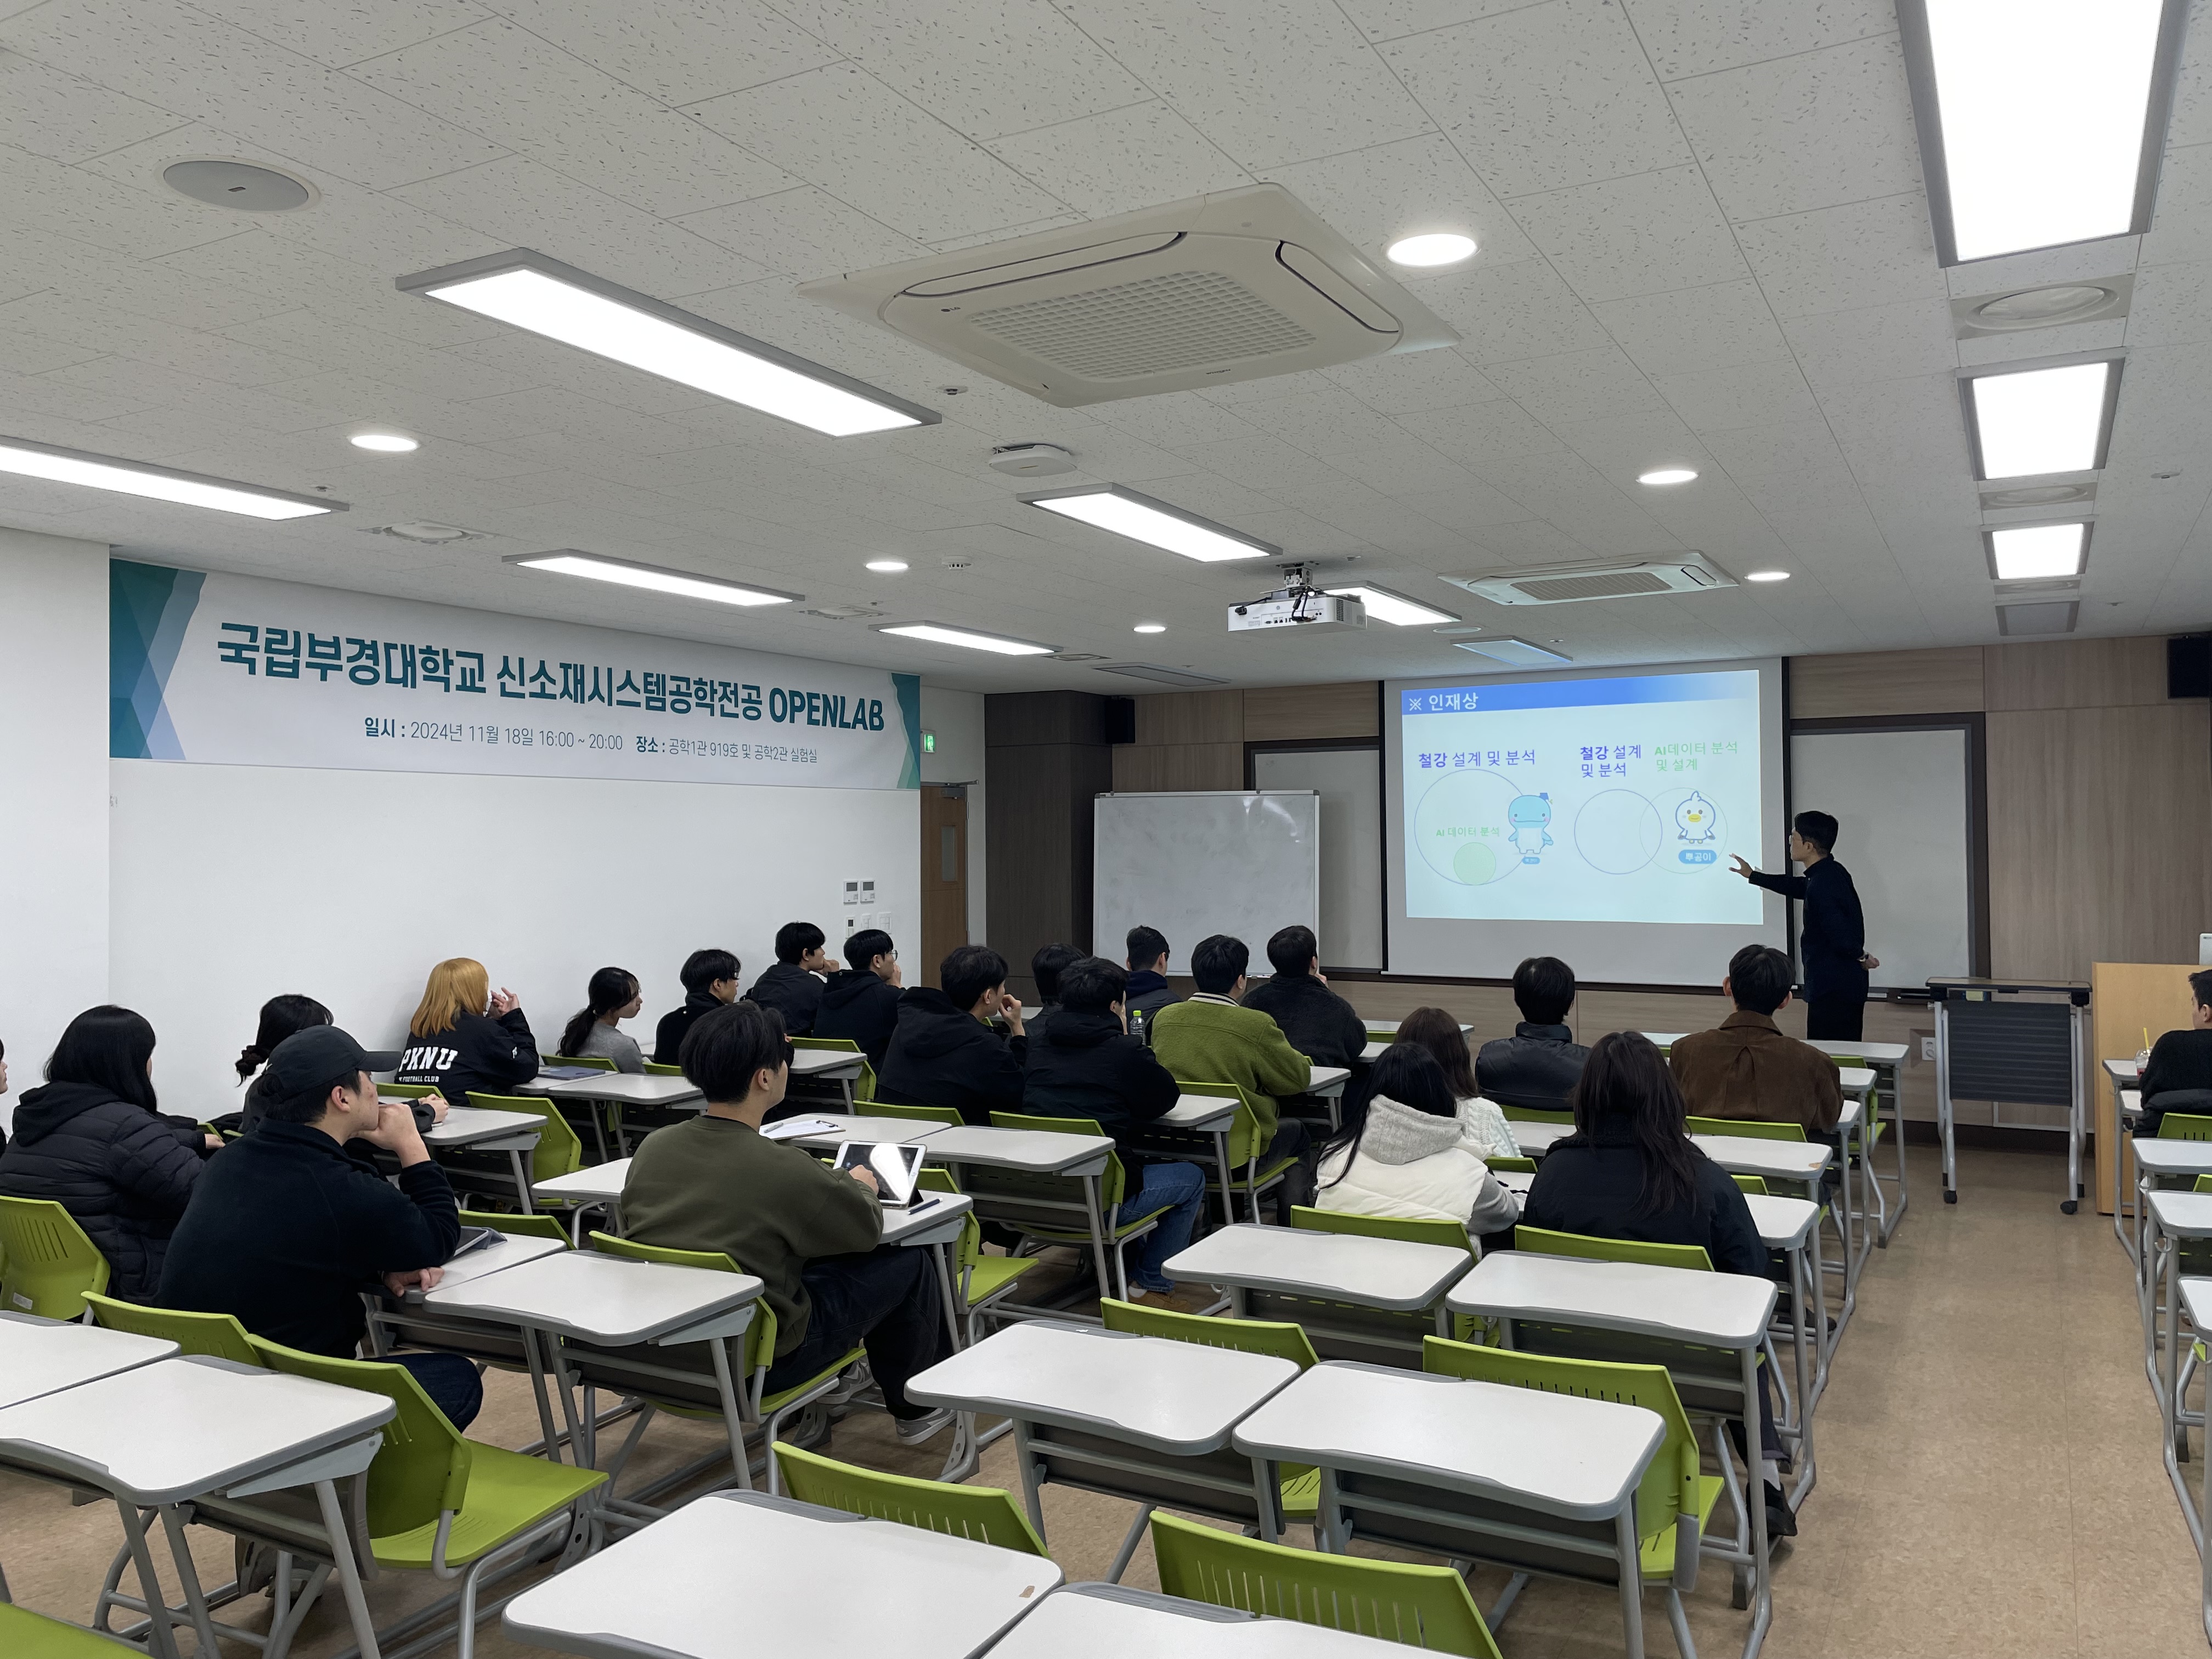 국립부경대학교 신소재시스템공학전공 OPENLAB
일시 : 2024년 11월 18일 16:00 ~ 20:00 장소 : 공학1관 919호 및 공학2관 실험실
※ 인재상
철강 설계 및 분석
AI 데이터 분석
철강 설계
및 분석
AI데이터 분석
및 설계
뿌공이
PKNU
FOOTBALL CLUB